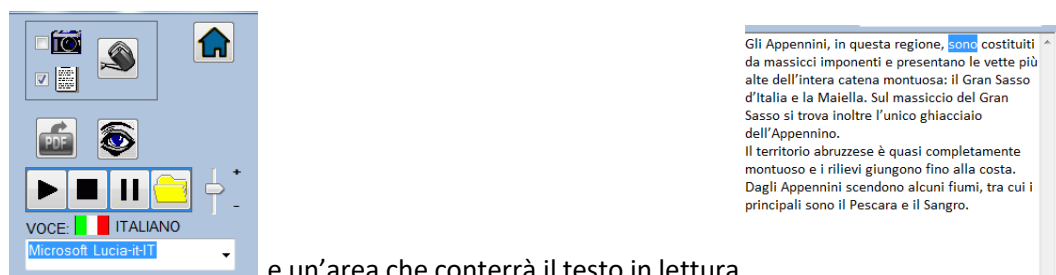 PDF
+
-
VOCE: ITALIANO
Microsoft Lucia-it-IT
e un’area che conterrà il testo in lettura
Gli Appennini, in questa regione, sono costituiti
da massicci imponenti e presentano le vette più
alte dell’intera catena montuosa: il Gran Sasso
d’Italia e la Maiella. Sul massiccio del Gran
Sasso si trova inoltre l’unico ghiacciaio
dell’Appennino.
Il territorio abruzzese è quasi completamente
montuoso e i rilievi giungono fino alla costa.
Dagli Appennini scendono alcuni fiumi, tra cui i
principali sono il Pescara e il Sangro.